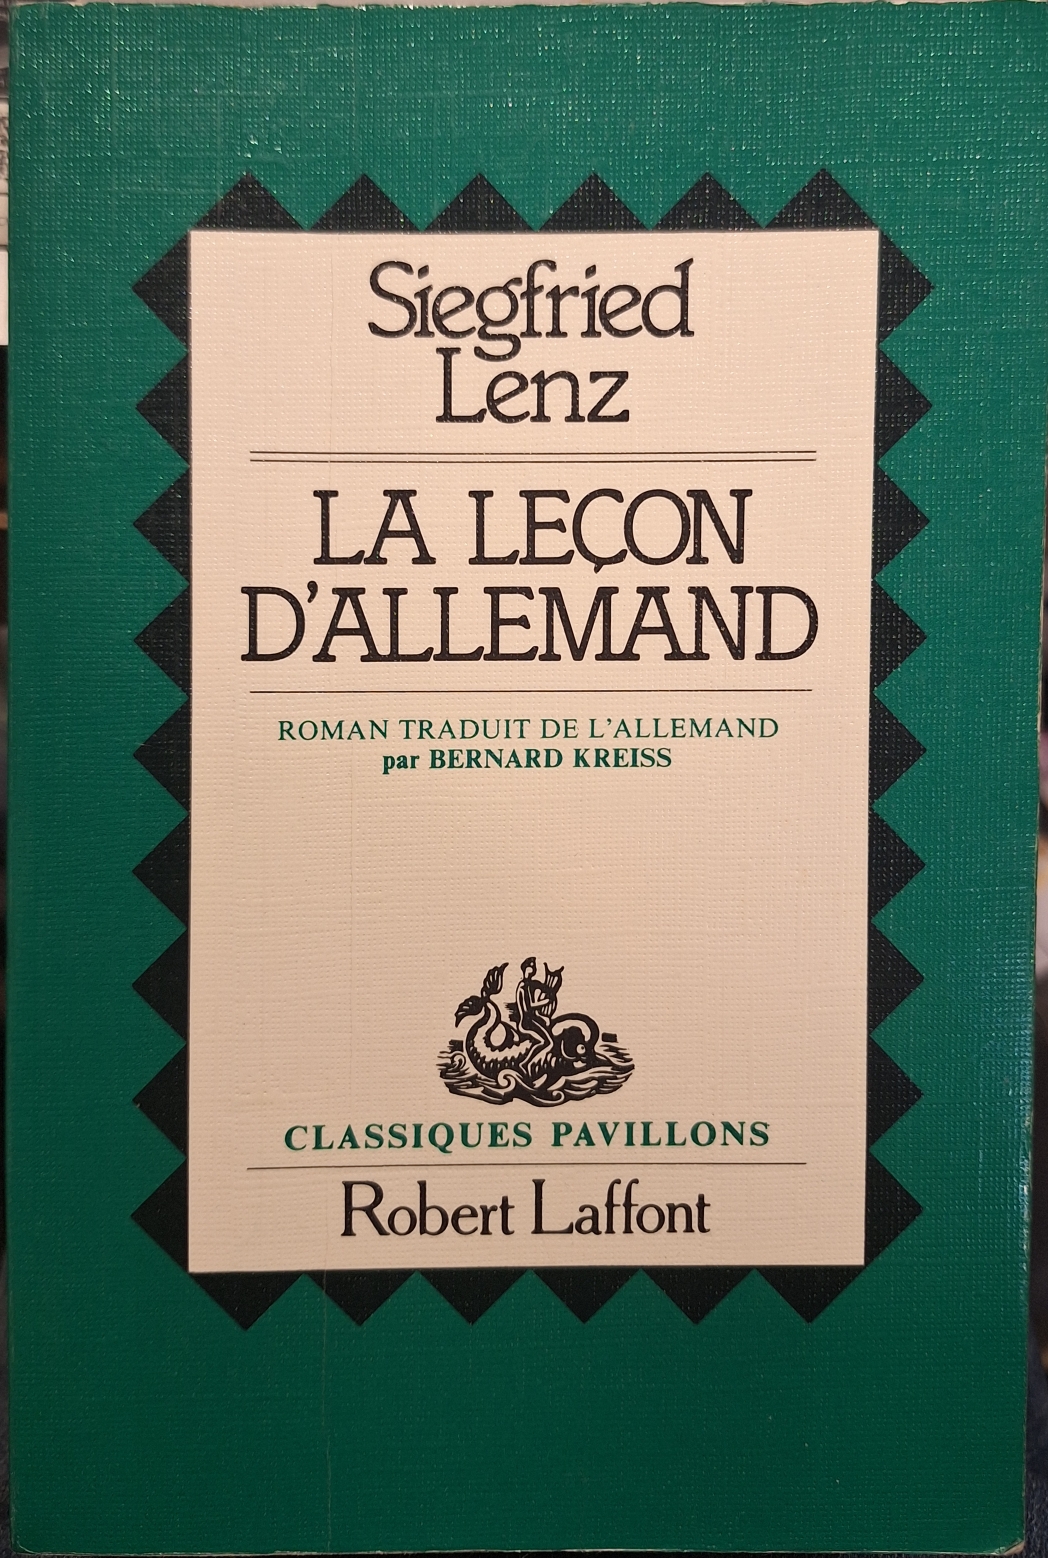 Siegfried
Lenz
LA LEÇON
D'ALLEMAND
ROMAN TRADUIT DE L'ALLEMAND
par BERNARD KREISS
CLASSIQUES PAVILLONS
Robert Laffont